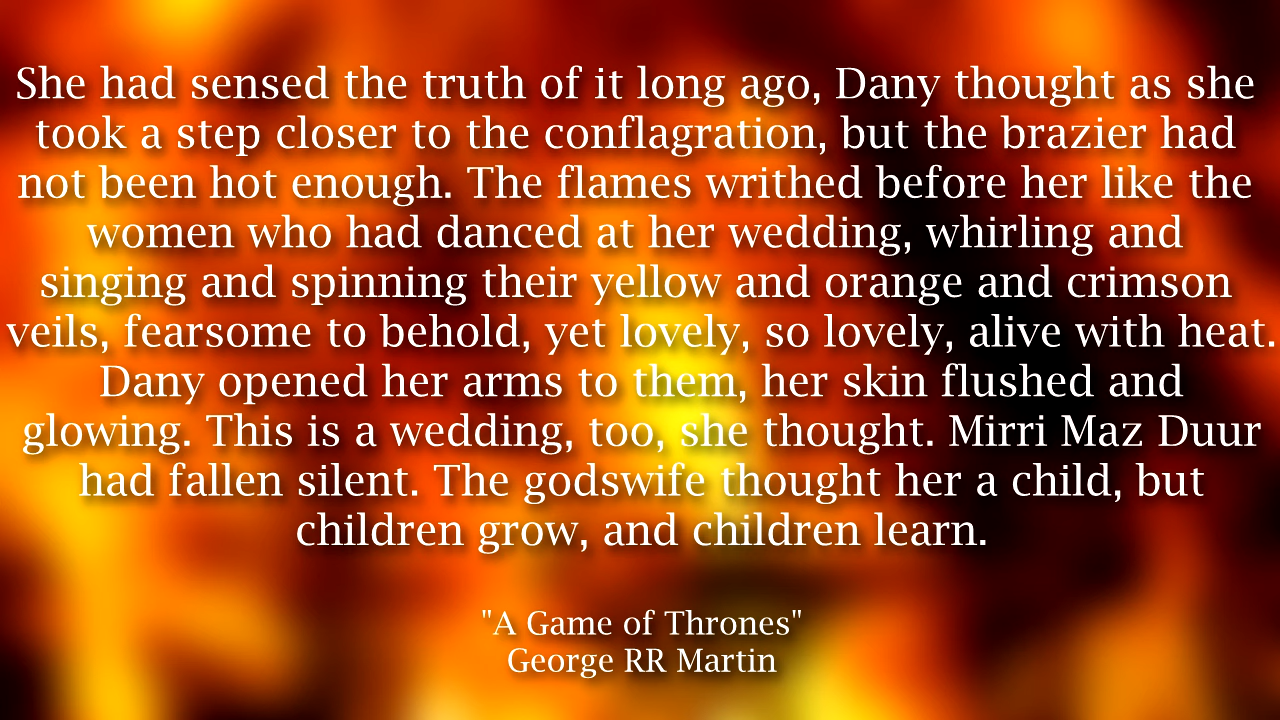 She had sensed the truth of it long ago, Dany thought as she
took a step closer to the conflagration, but the brazier had
not been hot enough. The flames writhed before her like the
women who had danced at her wedding, whirling and
singing and spinning their yellow and orange and crimson
veils, fearsome to behold, yet lovely, so lovely, alive with heat.
Dany opened her arms to them, her skin flushed and
glowing. This is a wedding, too, she thought. Mirri Maz Duur
had fallen silent. The godswife thought her a child, but
children grow, and children learn.
"A Game of Thrones"
George RR Martin